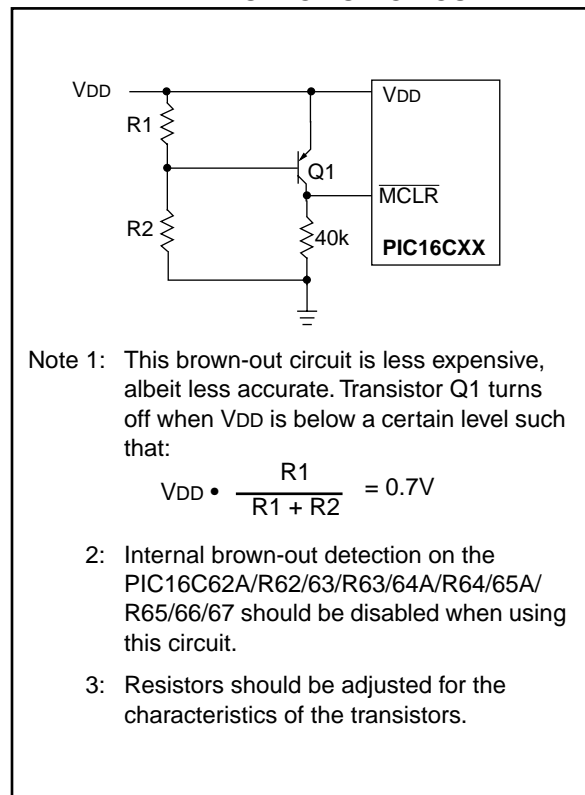 VDD
VDD
R1
Q1
MCLR
R2
40k
PIC16CXX
Note 1: This brown-out circuit is less expensive,
albeit less accurate. Transistor Q1 turns
off when VDD is below a certain level such
that:
VDD • R1 / R1 + R2 = 0.7V
2: Internal brown-out detection on the
PIC16C62A/R62/63/R63/64A/R64/65A/
R65/66/67 should be disabled when using
this circuit.
3: Resistors should be adjusted for the
characteristics of the transistors.